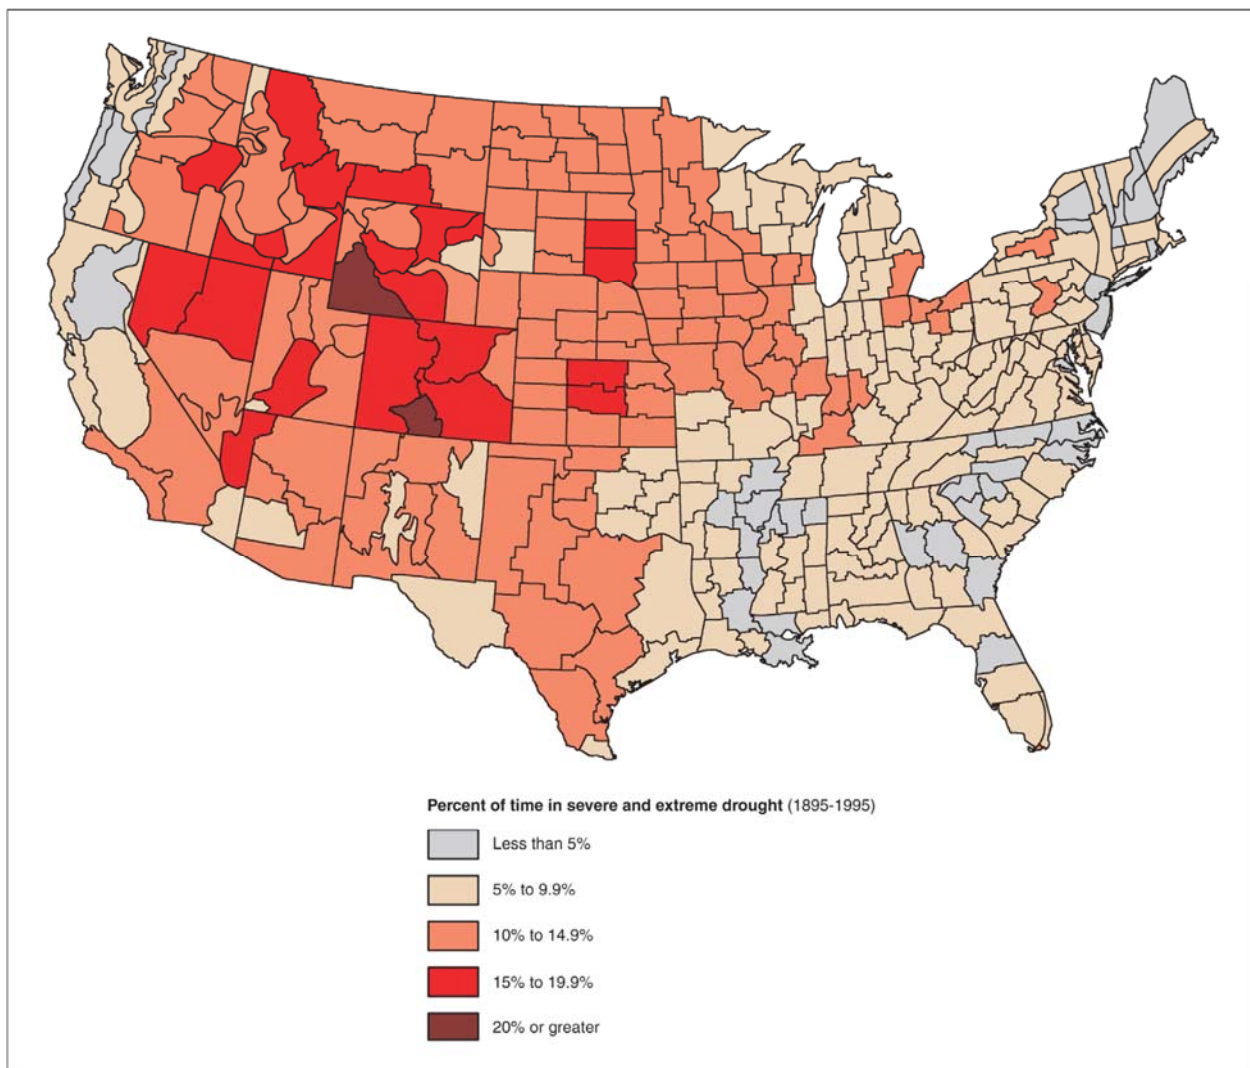 Percent of time in severe and extreme drought (1895-1995)
Less than 5%
5% to 9.9%
10% to 14.9%
15% to 19.9%
20% or greater